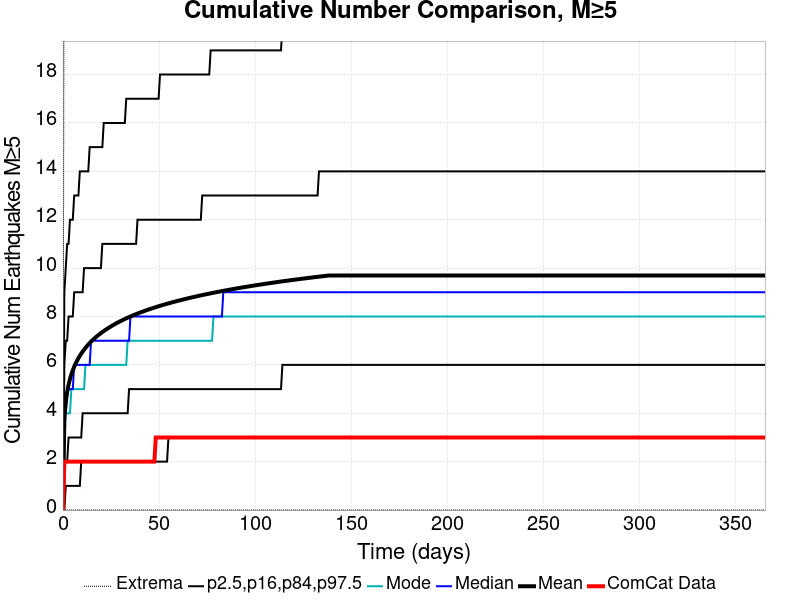 Cumulative Number Comparison, M≥5
Cumulative Num Earthquakes M≥5
18
16
14
12
10
8
6
4
2
0
0 50 100 150 200 250 300 350
Time (days)
Extrema p2.5,p16,p84,p97.5 Mode Median Mean ComCat Data